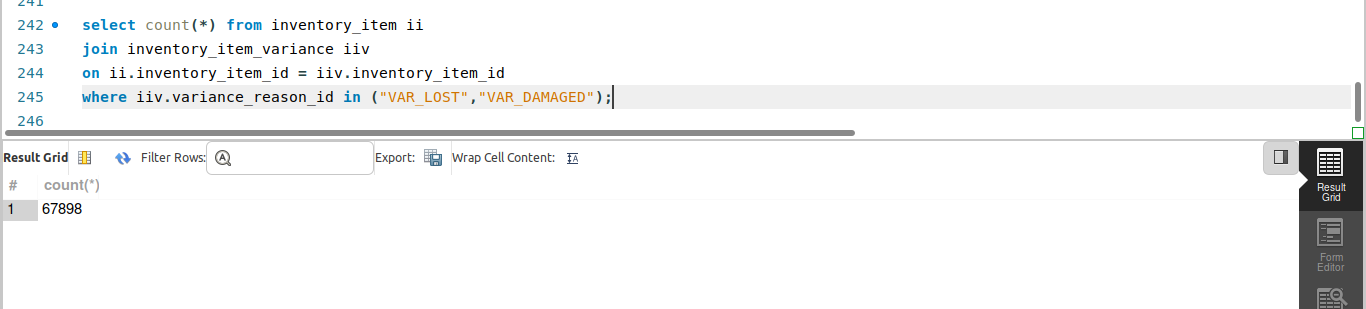 241
242 select count(*) from inventory_item ii
243 join inventory_item_variance iiv
244 on ii.inventory_item_id = iiv.inventory_item_id
245 where iiv.variance_reason_id in ("VAR_LOST","VAR_DAMAGED");
246
Result Grid Filter Rows: Export: Wrap Cell Content:
# count(*)
1 67898
Result
Grid
Form
Editor